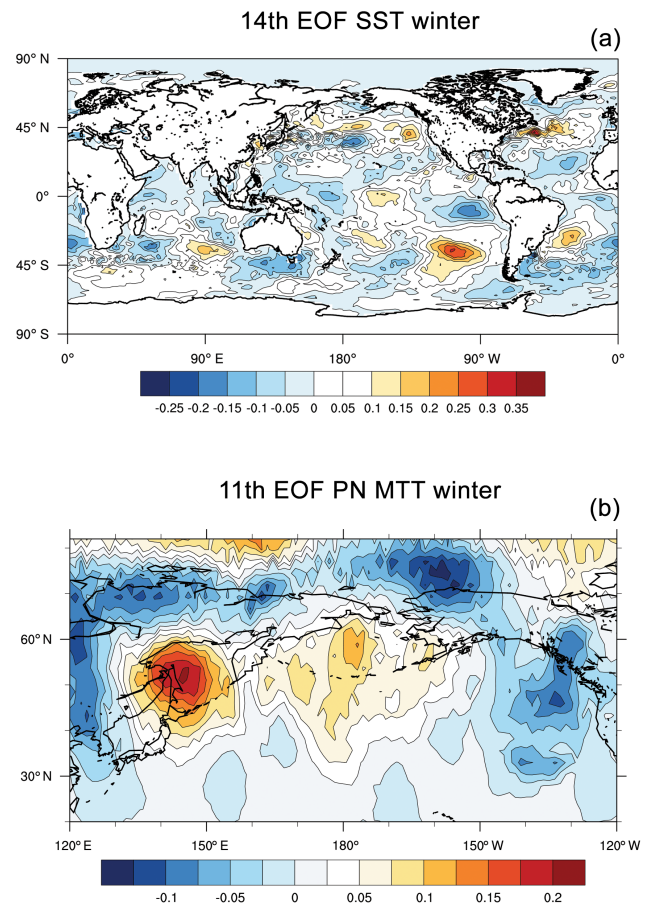 14th EOF SST winter
(a)
90° N
45° N
0°
45° S
90° S
0° 90° E 180° 90° W 0°
-0.25 -0.2 -0.15 -0.1 -0.05 0 0.05 0.1 0.15 0.2 0.25 0.3 0.35
11th EOF PN MTT winter
(b)
60° N
30° N
120° E 150° E 180° 150° W 120° W
-0.1 -0.05 0 0.05 0.1 0.15 0.2